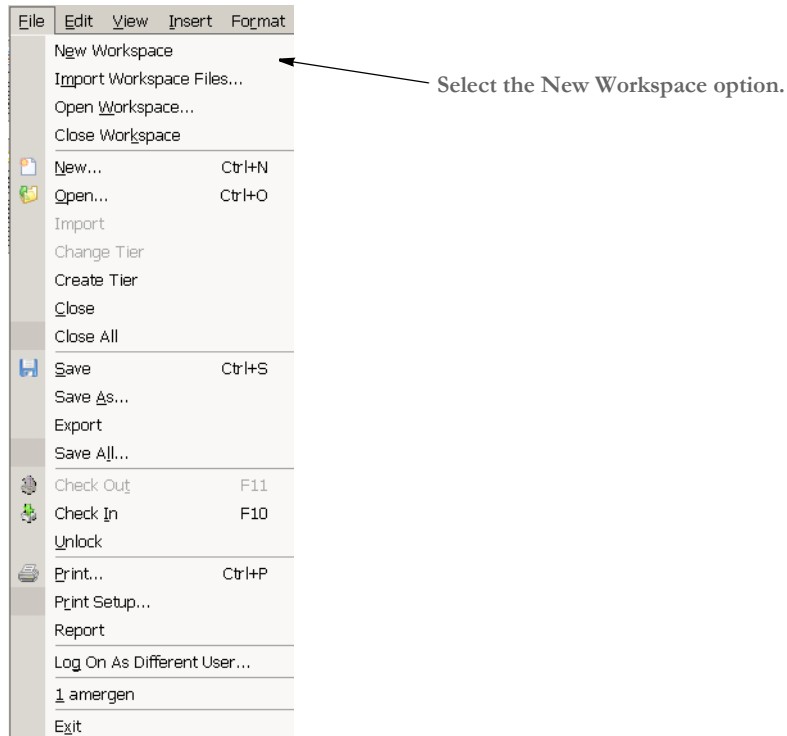 File Edit View Insert Format
New Workspace
Select the New Workspace option.
Import Workspace Files...
Open Workspace...
Close Workspace
New... Ctrl+N
Open... Ctrl+O
Import
Change Tier
Create Tier
Close
Close All
Save Ctrl+S
Save As...
Export
Save All...
Check Out F11
Check In F10
Unlock
Print... Ctrl+P
Print Setup...
Report
Log On As Different User...
1 amergen
Exit